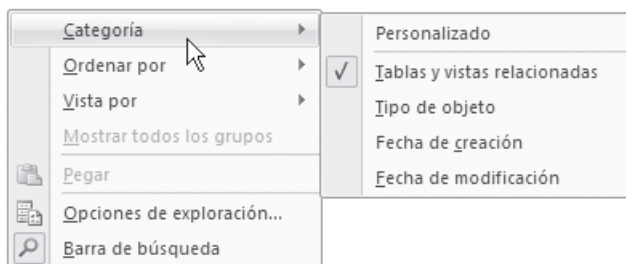 Categoría
Ordenar por
Vista por
Mostrar todos los grupos
Pegar
Opciones de exploración...
Barra de búsqueda
Personalizado
Tablas y vistas relacionadas
Tipo de objeto
Fecha de creación
Fecha de modificación